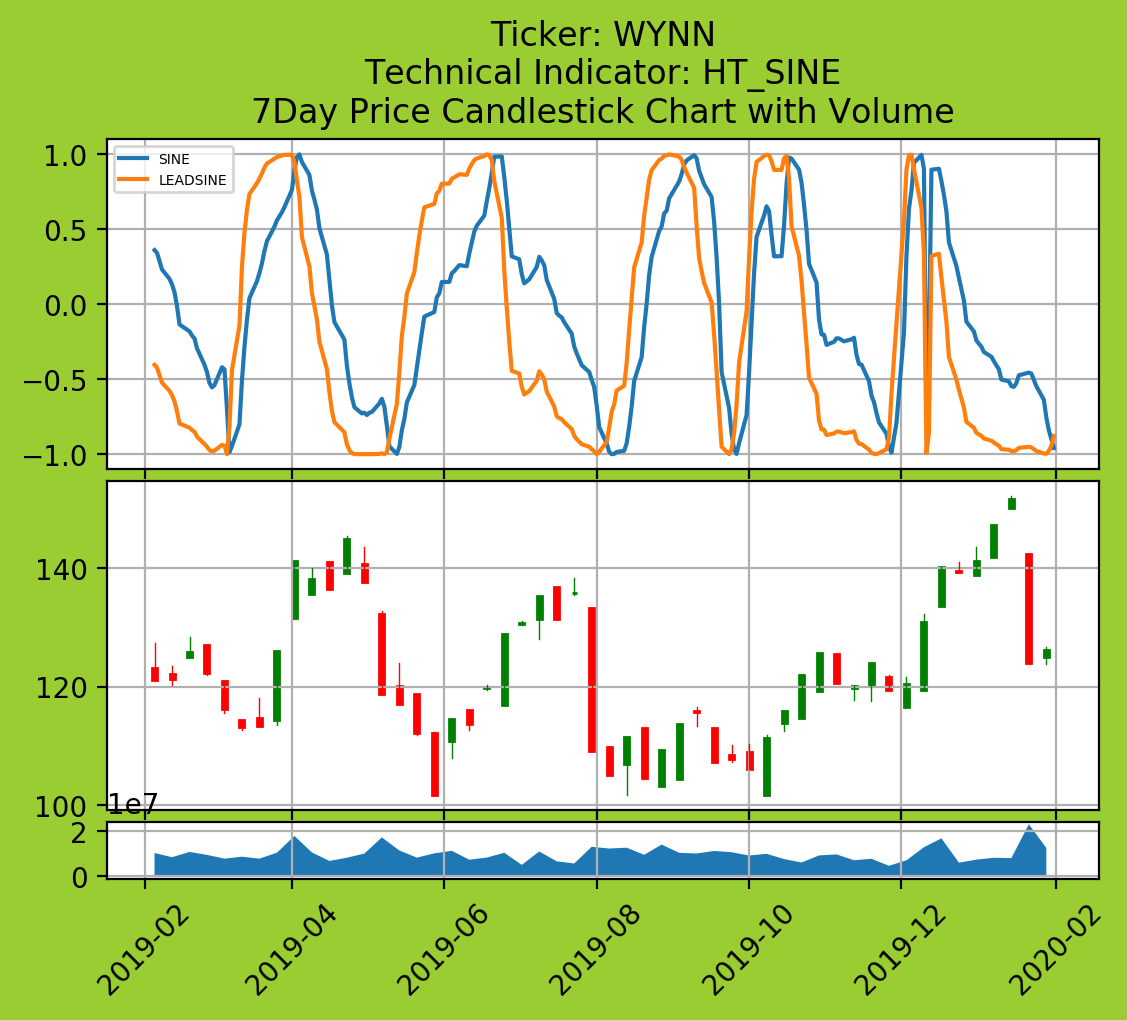 Ticker: WYNN
Technical Indicator: HT_SINE
7Day Price Candlestick Chart with Volume
SINE
LEADSINE
1.0
0.5
0.0
−0.5
−1.0
140
120
100
1e7
2
0
2019-02
2019-04
2019-06
2019-08
2019-10
2019-12
2020-02